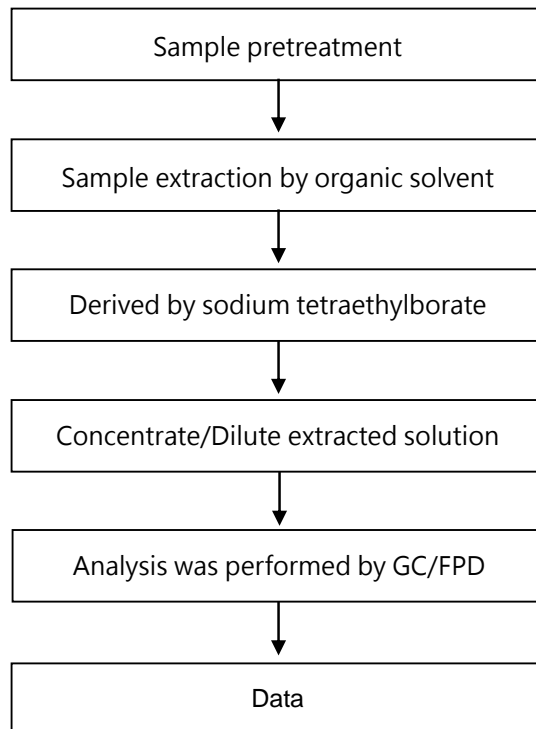 Sample pretreatment
Sample extraction by organic solvent
Derived by sodium tetraethylborate
Concentrate/Dilute extracted solution
Analysis was performed by GC/FPD
Data